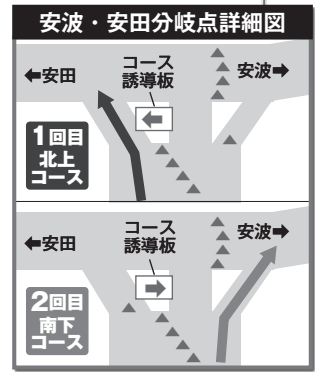 安波・安田分岐点詳細図
←安田
コース
誘導板
安波→
←
1回目
北上
コース
←安田
コース
誘導板
安波→
→
2回目
南下
コース